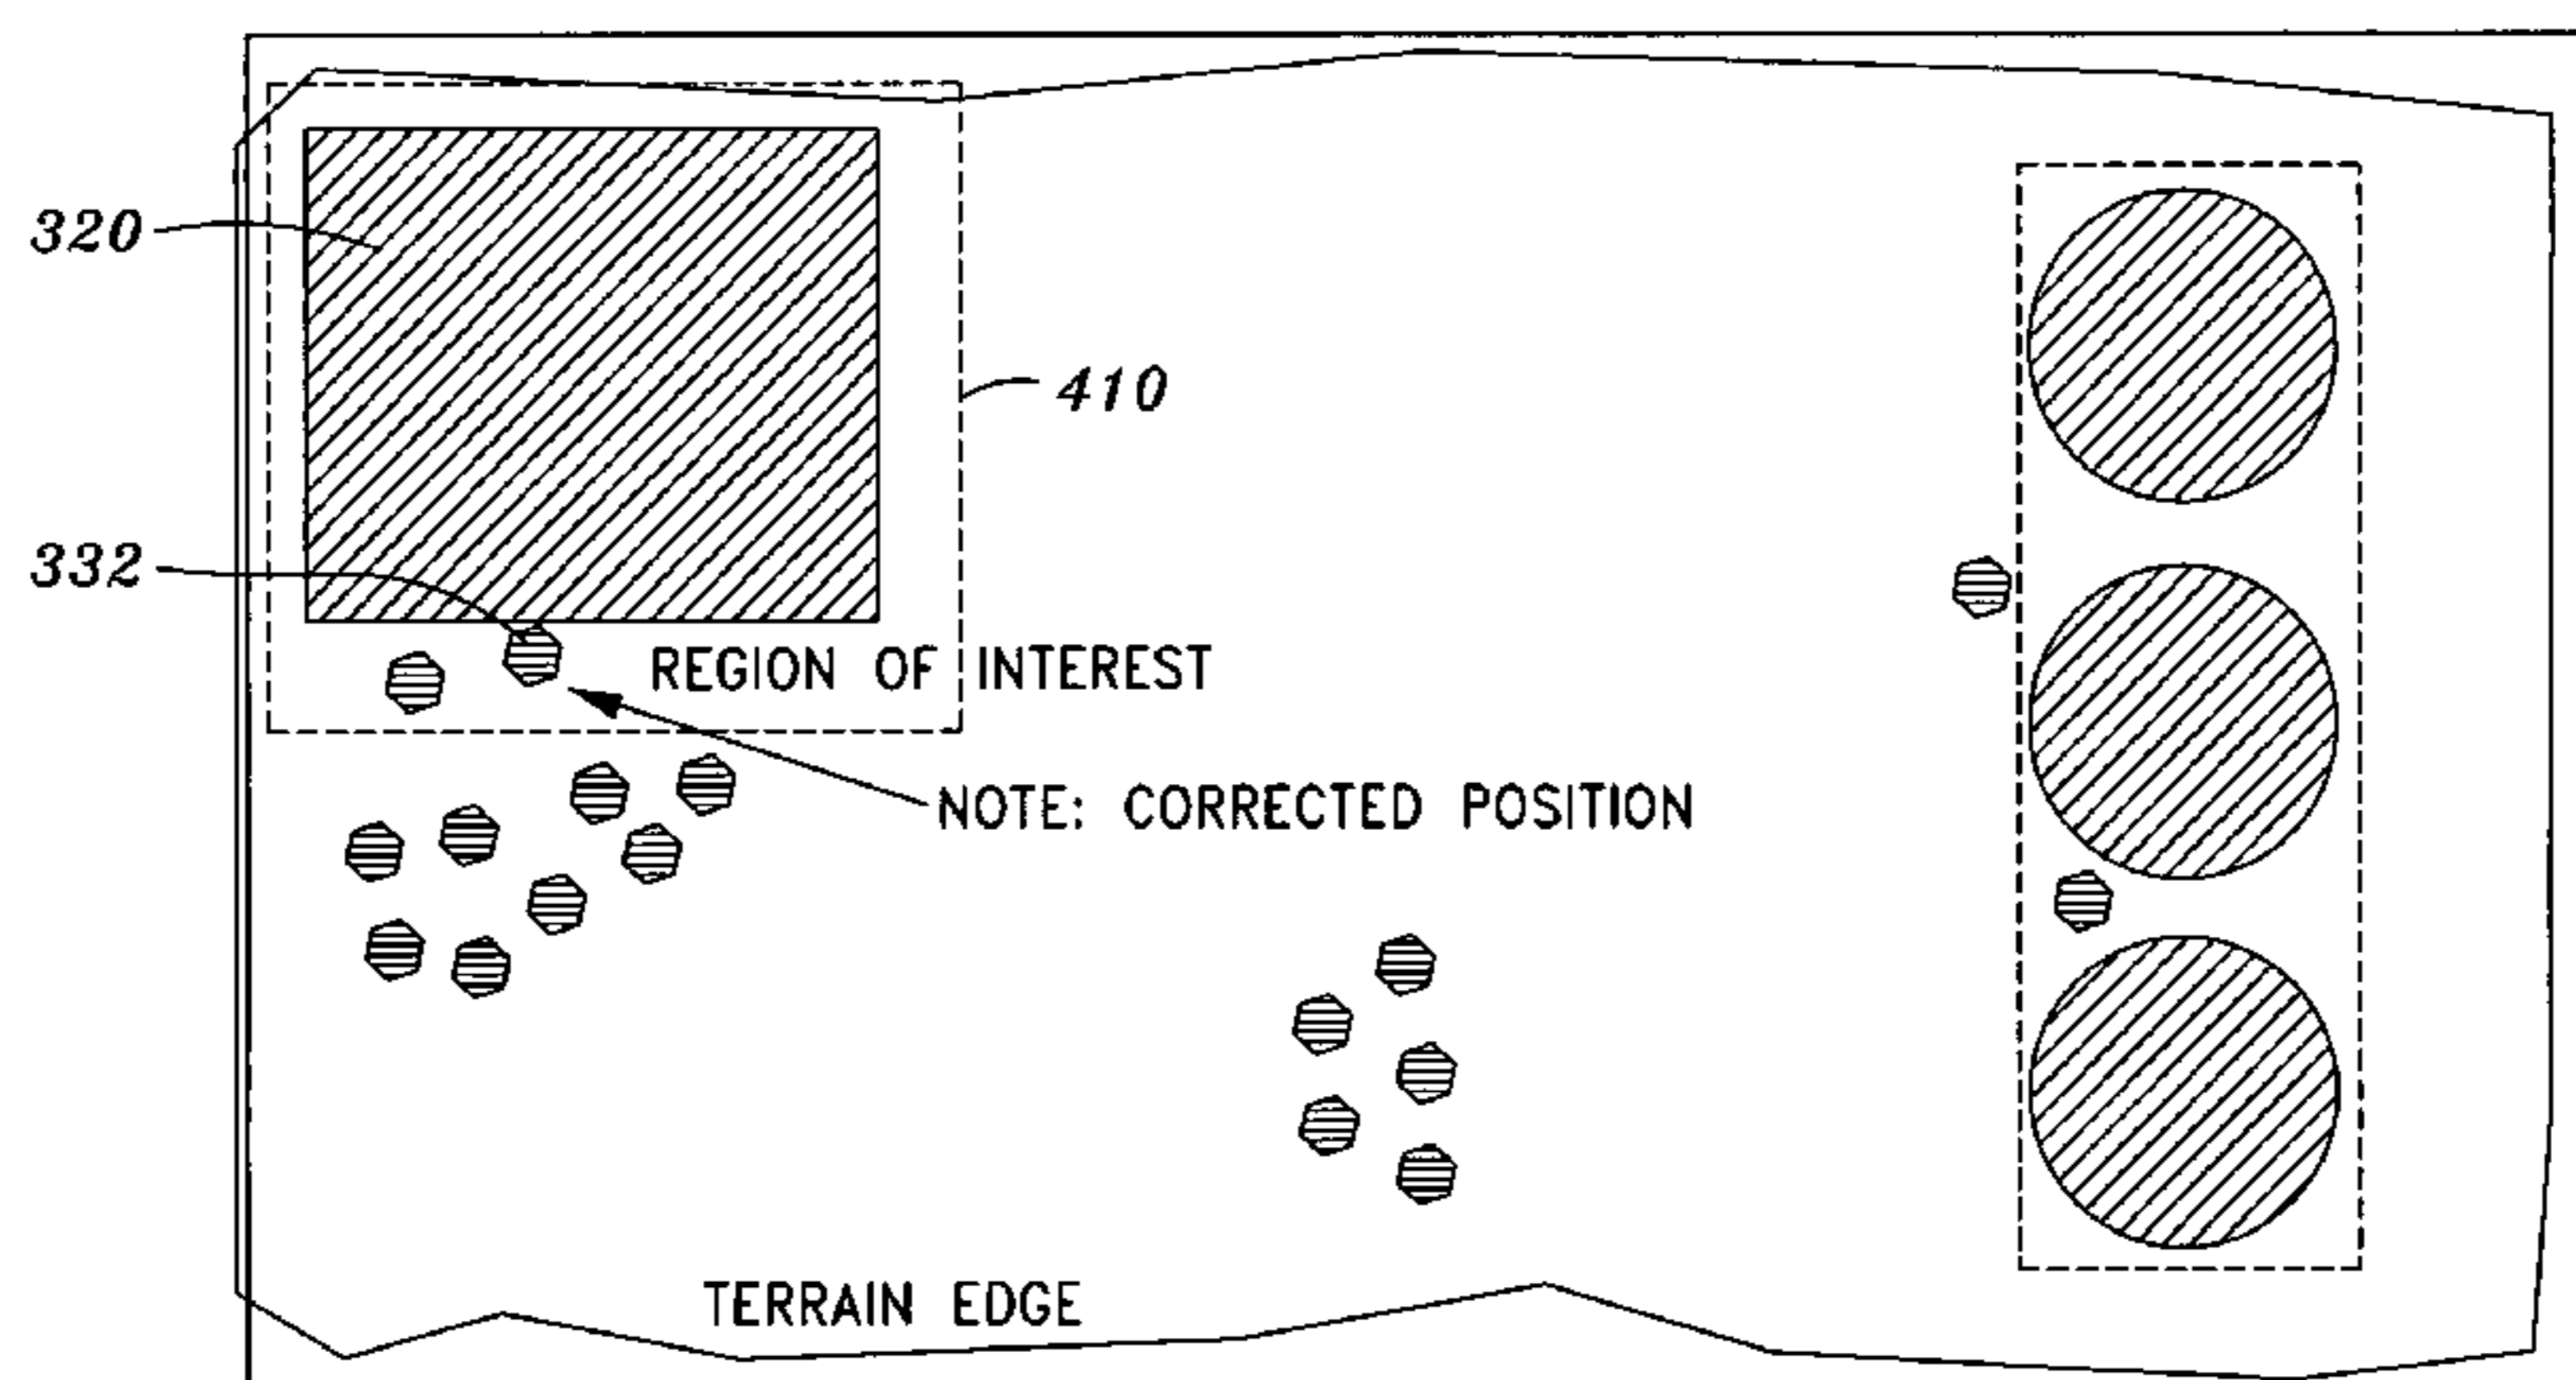 320
410
332
REGION OF INTEREST
NOTE: CORRECTED POSITION
TERRAIN EDGE